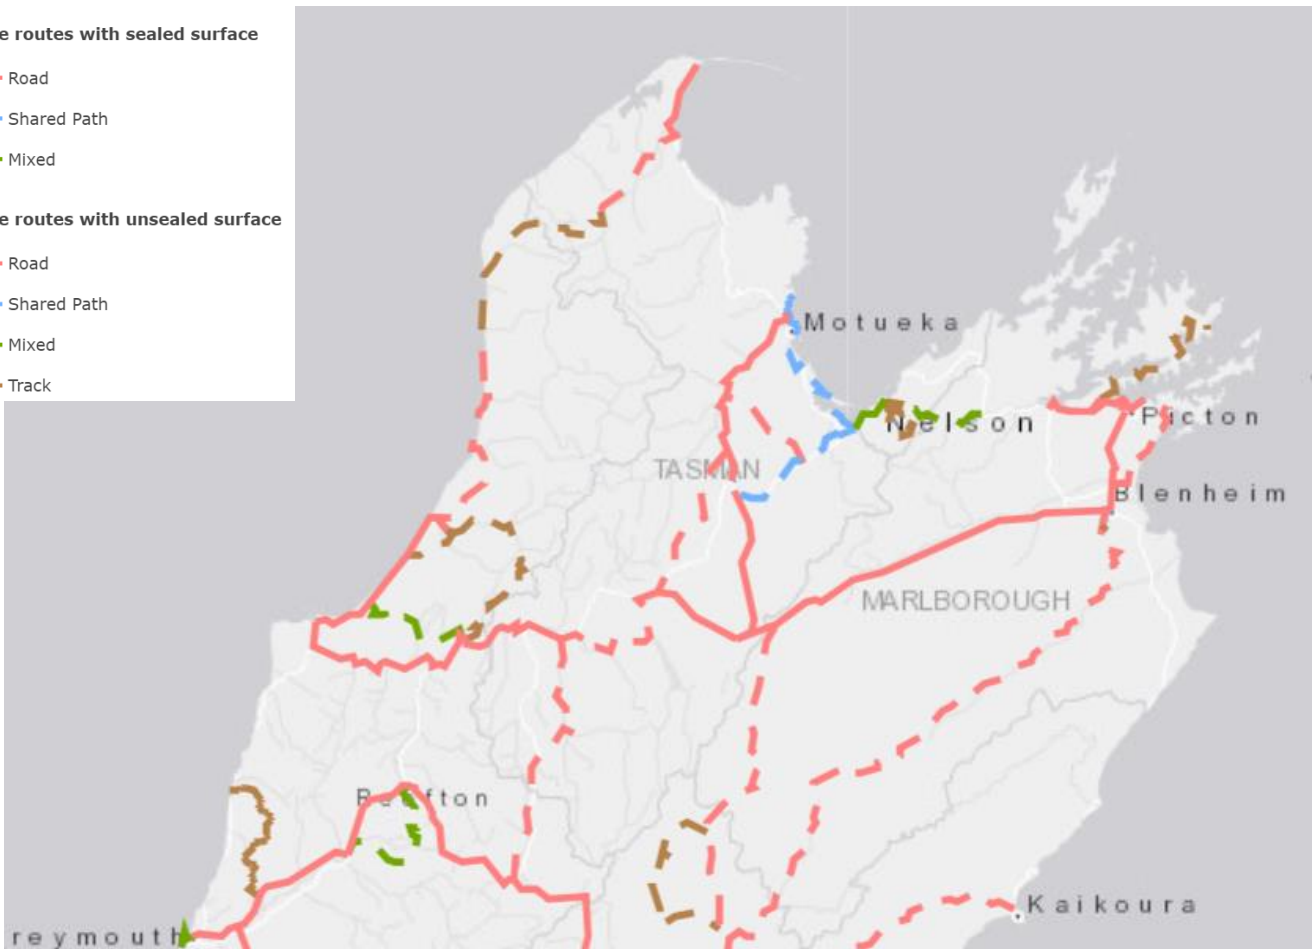 e routes with sealed surface
Road
Shared Path
Mixed
e routes with unsealed surface
Road
Shared Path
Mixed
Track
Motueka
Nelson
Picton
TASMAN
Blenheim
MARLBOROUGH
Reefton
Kaikoura
reymouth